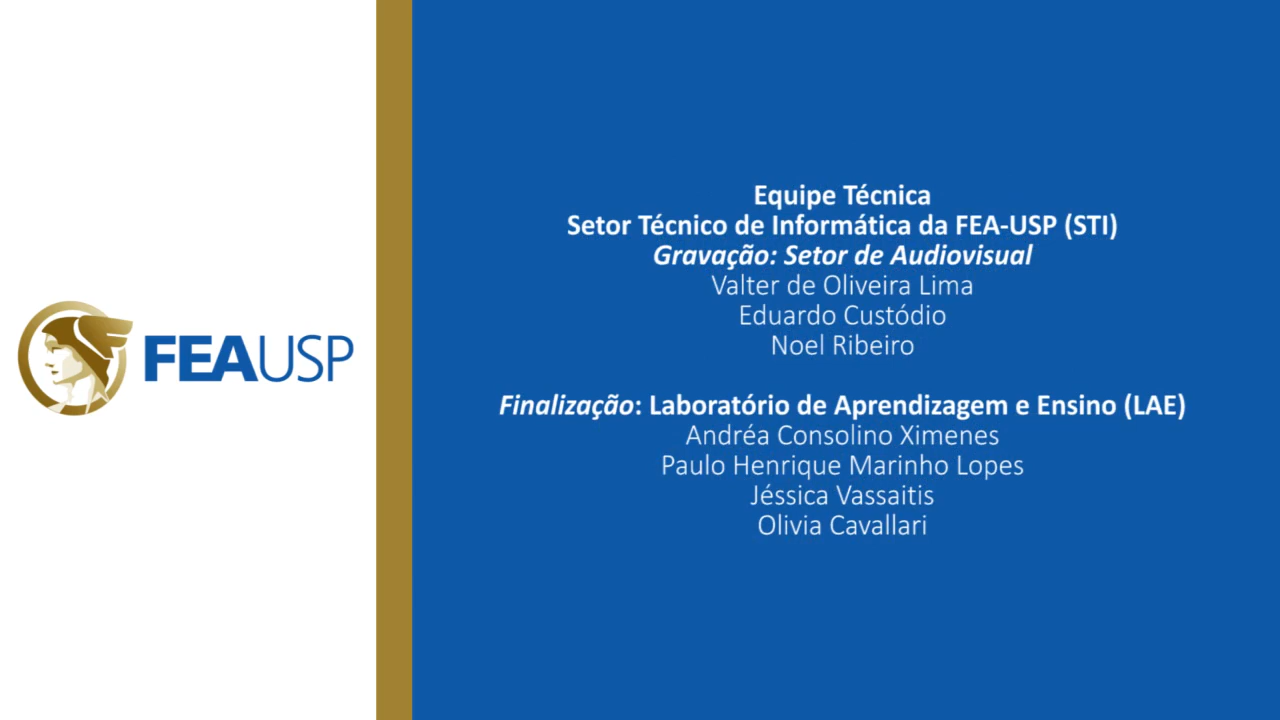 FEAUSP
Equipe Técnica
Setor Técnico de Informática da FEA-USP (STI)
Gravação: Setor de Audiovisual
Valter de Oliveira Lima
Eduardo Custódio
Noel Ribeiro
Finalização: Laboratório de Aprendizagem e Ensino (LAE)
Andréa Consolino Ximenes
Paulo Henrique Marinho Lopes
Jéssica Vassaitis
Olivia Cavallari